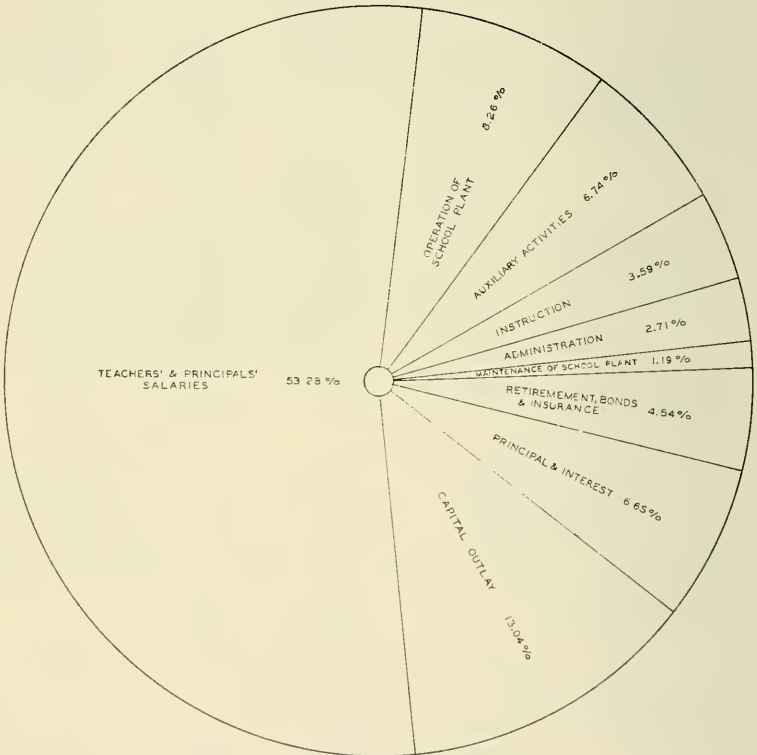 8.26%
OPERATION OF
SCHOOL PLANT
AUXILIARY ACTIVITIES 6.74%
INSTRUCTION 3.59%
ADMINISTRATION 2.71%
MAINTENANCE OF SCHOOL PLANT 1.19%
RETIREMEMENT, BONDS
& INSURANCE 4.54%
PRINCIPAL & INTEREST 6.65%
CAPITAL OUTLAY 13.04%
TEACHERS' & PRINCIPALS'
SALARIES 53.28%